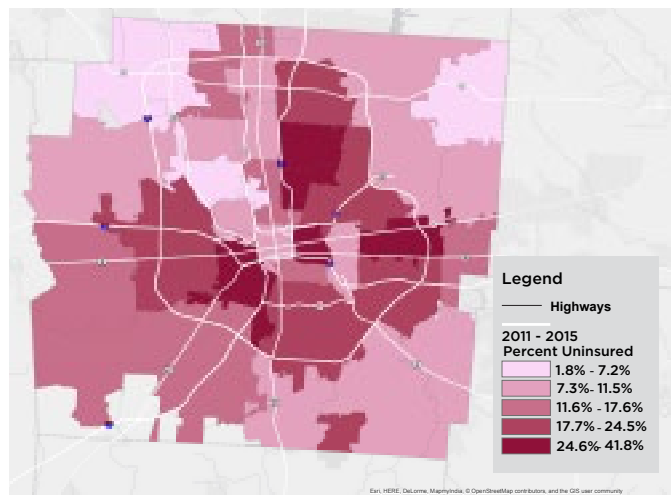 Legend
Highways
2011 - 2015
Percent Uninsured
1.8% - 7.2%
7.3%- 11.5%
11.6% - 17.6%
17.7% - 24.5%
24.6%- 41.8%
Esri, HERE, DeLorme, MapmyIndia, © OpenStreetMap contributors, and the GIS user community